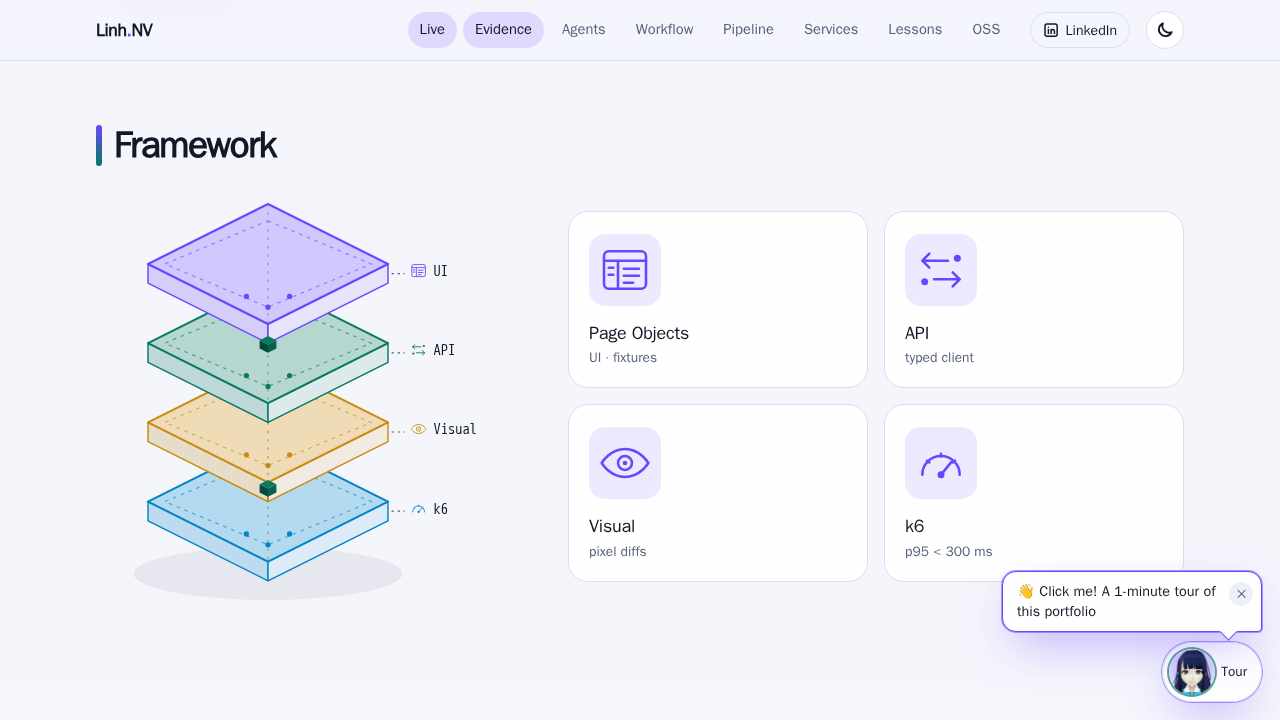 Linh.NV
Live
Evidence
Agents
Workflow
Pipeline
Services
Lessons
OSS
LinkedIn
Framework
UI
API
Visual
k6
Page Objects
UI · fixtures
API
typed client
Visual
pixel diffs
k6
p95 < 300 ms
👋 Click me! A 1-minute tour of
this portfolio
Tour